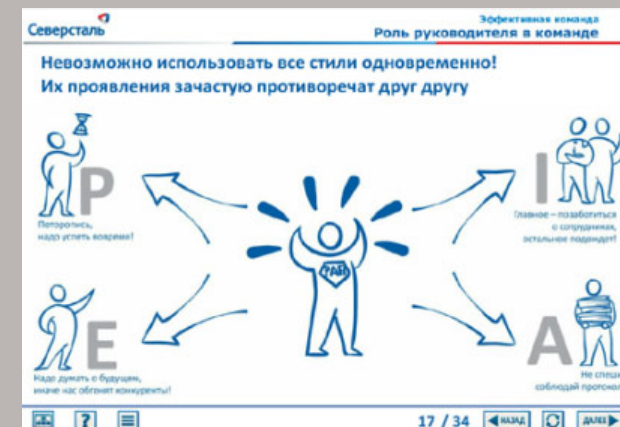 Северсталь
Эффективная команда
Роль руководителя в команде
Невозможно использовать все стили одновременно!
Их проявления зачастую противоречат друг другу
P
Поторопись,
надо успеть вовремя!
I
Главное – позаботиться
о сотрудниках,
остальное подождет!
E
Надо думать о будущем,
иначе нас обгонят конкуренты!
A
Не спеши
соблюдай протокол
?
17 / 34
НАЗАД
ДАЛЕЕ